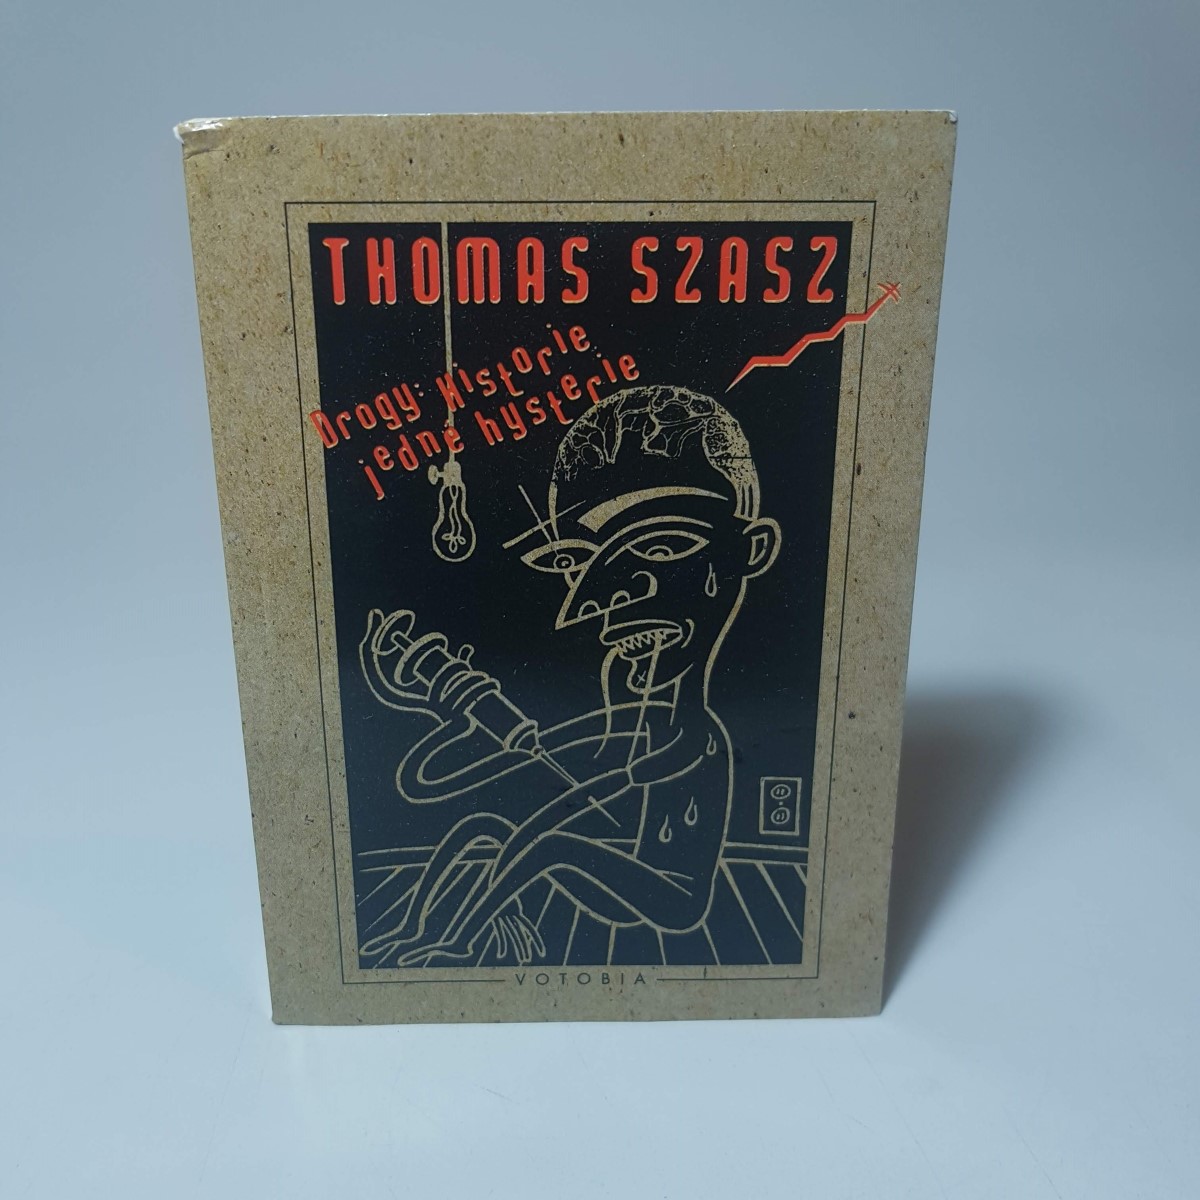 THOMAS SZASZ
Drogy: Historie
jedné hysterie
VOTOBIA